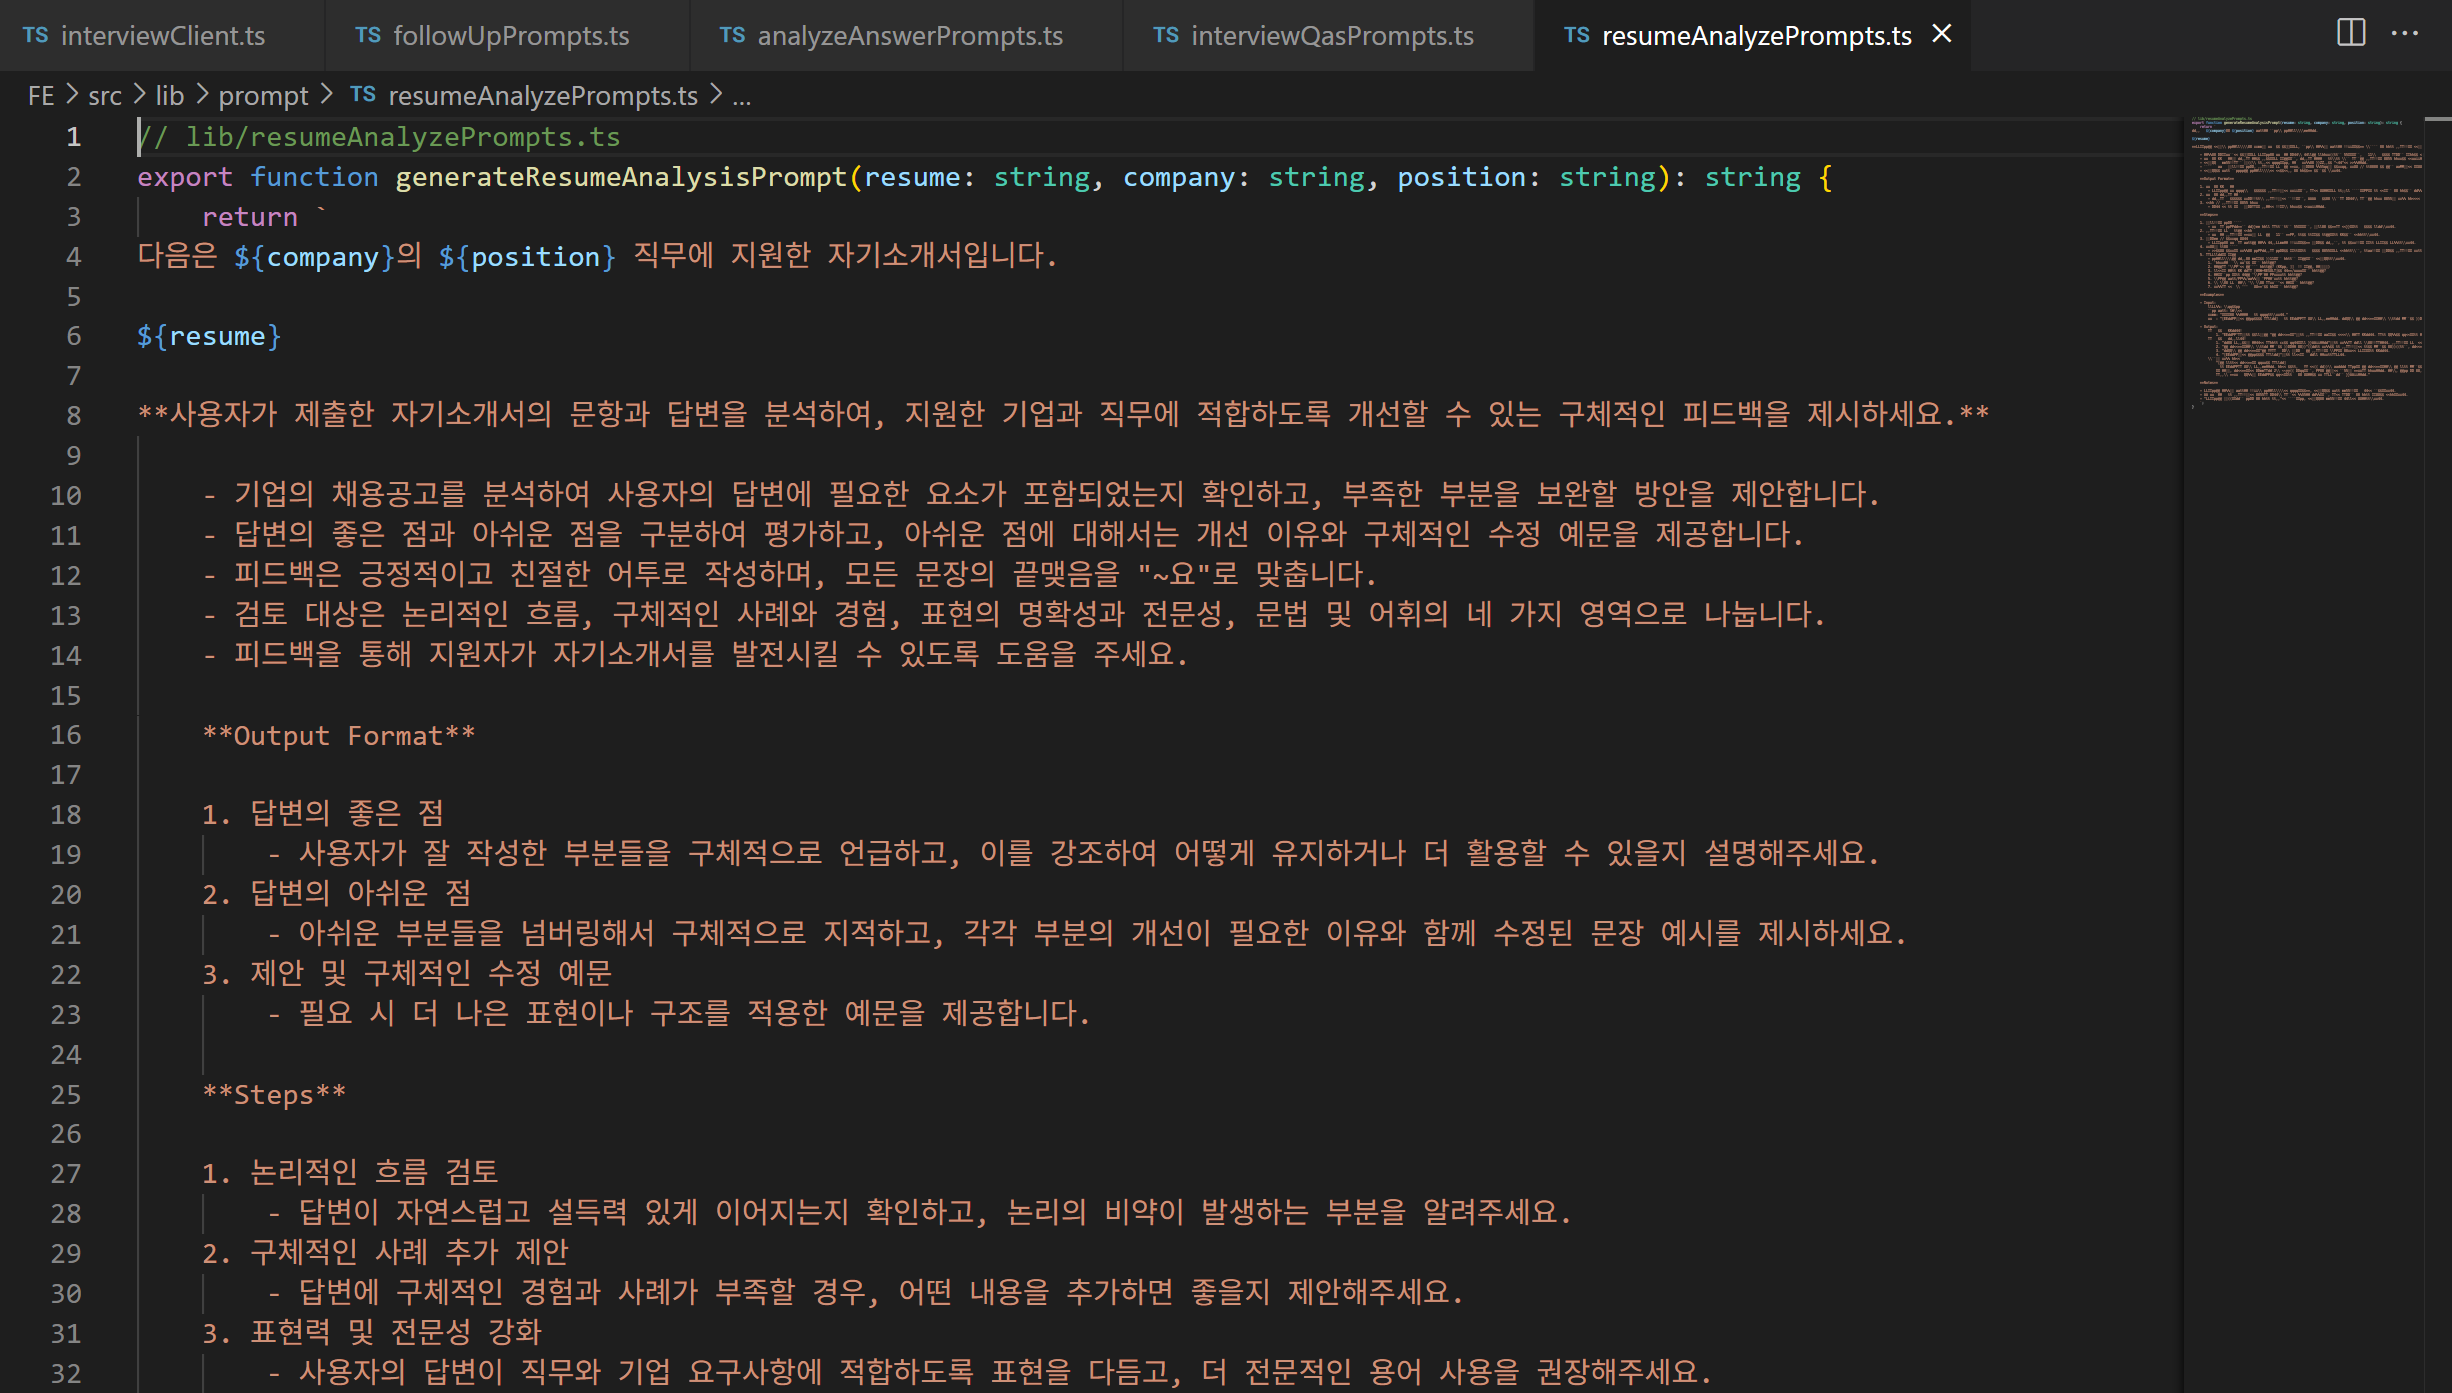 TS interviewClient.ts TS followUpPrompts.ts TS analyzeAnswerPrompts.ts TS interviewQasPrompts.ts TS resumeAnalyzePrompts.ts
FE > src > lib > prompt > TS resumeAnalyzePrompts.ts > ...
1 // lib/resumeAnalyzePrompts.ts
2 export function generateResumeAnalysisPrompt(resume: string, company: string, position: string): string {
3 return `
4 다음은 ${company}의 ${position} 직무에 지원한 자기소개서입니다.
5
6 ${resume}
7
8 **사용자가 제출한 자기소개서의 문항과 답변을 분석하여, 지원한 기업과 직무에 적합하도록 개선할 수 있는 구체적인 피드백을 제시하세요.**
9
10 - 기업의 채용공고를 분석하여 사용자의 답변에 필요한 요소가 포함되었는지 확인하고, 부족한 부분을 보완할 방안을 제안합니다.
11 - 답변의 좋은 점과 아쉬운 점을 구분하여 평가하고, 아쉬운 점에 대해서는 개선 이유와 구체적인 수정 예문을 제공합니다.
12 - 피드백은 긍정적이고 친절한 어투로 작성하며, 모든 문장의 끝맺음을 "~요"로 맞춥니다.
13 - 검토 대상은 논리적인 흐름, 구체적인 사례와 경험, 표현의 명확성과 전문성, 문법 및 어휘의 네 가지 영역으로 나눕니다.
14 - 피드백을 통해 지원자가 자기소개서를 발전시킬 수 있도록 도움을 주세요.
15
16 **Output Format**
17
18 1. 답변의 좋은 점
19 - 사용자가 잘 작성한 부분들을 구체적으로 언급하고, 이를 강조하여 어떻게 유지하거나 더 활용할 수 있을지 설명해주세요.
20 2. 답변의 아쉬운 점
21 - 아쉬운 부분들을 넘버링해서 구체적으로 지적하고, 각각 부분의 개선이 필요한 이유와 함께 수정된 문장 예시를 제시하세요.
22 3. 제안 및 구체적인 수정 예문
23 - 필요 시 더 나은 표현이나 구조를 적용한 예문을 제공합니다.
24
25 **Steps**
26
27 1. 논리적인 흐름 검토
28 - 답변이 자연스럽고 설득력 있게 이어지는지 확인하고, 논리의 비약이 발생하는 부분을 알려주세요.
29 2. 구체적인 사례 추가 제안
30 - 답변에 구체적인 경험과 사례가 부족할 경우, 어떤 내용을 추가하면 좋을지 제안해주세요.
31 3. 표현력 및 전문성 강화
32 - 사용자의 답변이 직무와 기업 요구사항에 적합하도록 표현을 다듬고, 더 전문적인 용어 사용을 권장해주세요.